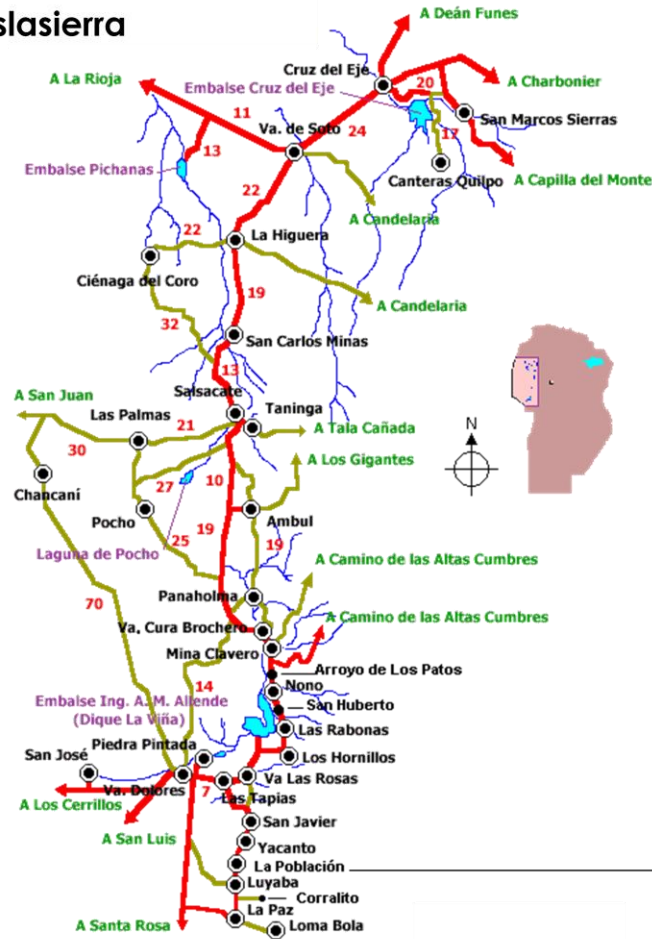 slasierra
A Deán Funes
Cruz del Eje
A La Rioja
Embalse Cruz del Eje
20
A Charbonier
11
Va. de Soto
24
San Marcos Sierras
13
17
Embalse Pichanas
Canteras Quilpo
A Capilla del Monte
22
A Candelaria
22
La Higuera
Ciénaga del Coro
19
A Candelaria
32
San Carlos Minas
13
A San Juan
Salsacate
Las Palmas
21
Taninga
A Tala Cañada
N
30
10
A Los Gigantes
Chancaní
27
Pocho
Ambul
19
25
19
Laguna de Pocho
A Camino de las Altas Cumbres
Panaholma
70
Va. Cura Brochero
A Camino de las Altas Cumbres
Mina Clavero
Arroyo de Los Patos
14
Nono
Embalse Ing. A. M. Allende
(Dique La Viña)
San Huberto
Las Rabonas
Piedra Pintada
San José
Los Hornillos
Va. Dolores
7
Va Las Rosas
Las Tapias
A Los Cerrillos
San Javier
A San Luis
Yacanto
La Población
Luyaba
Corralito
La Paz
A Santa Rosa
Loma Bola